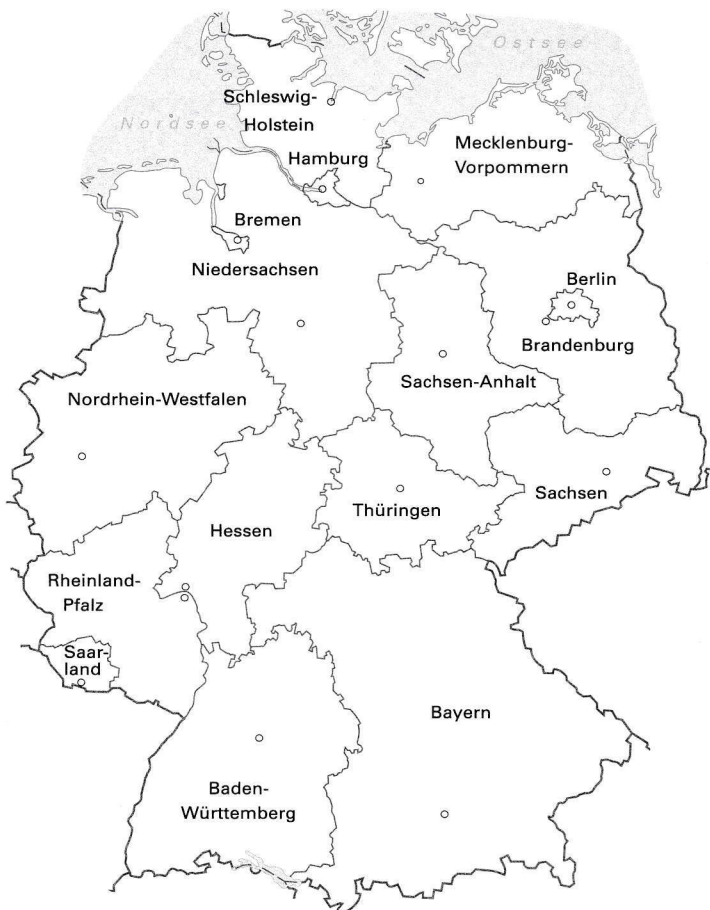 Ostsee
Schleswig-
Holstein
Nordsee
Mecklenburg-
Vorpommern
Hamburg
Bremen
Niedersachsen
Berlin
Brandenburg
Sachsen-Anhalt
Nordrhein-Westfalen
Sachsen
Thüringen
Hessen
Rheinland-
Pfalz
Saar-
land
Bayern
Baden-
Württemberg